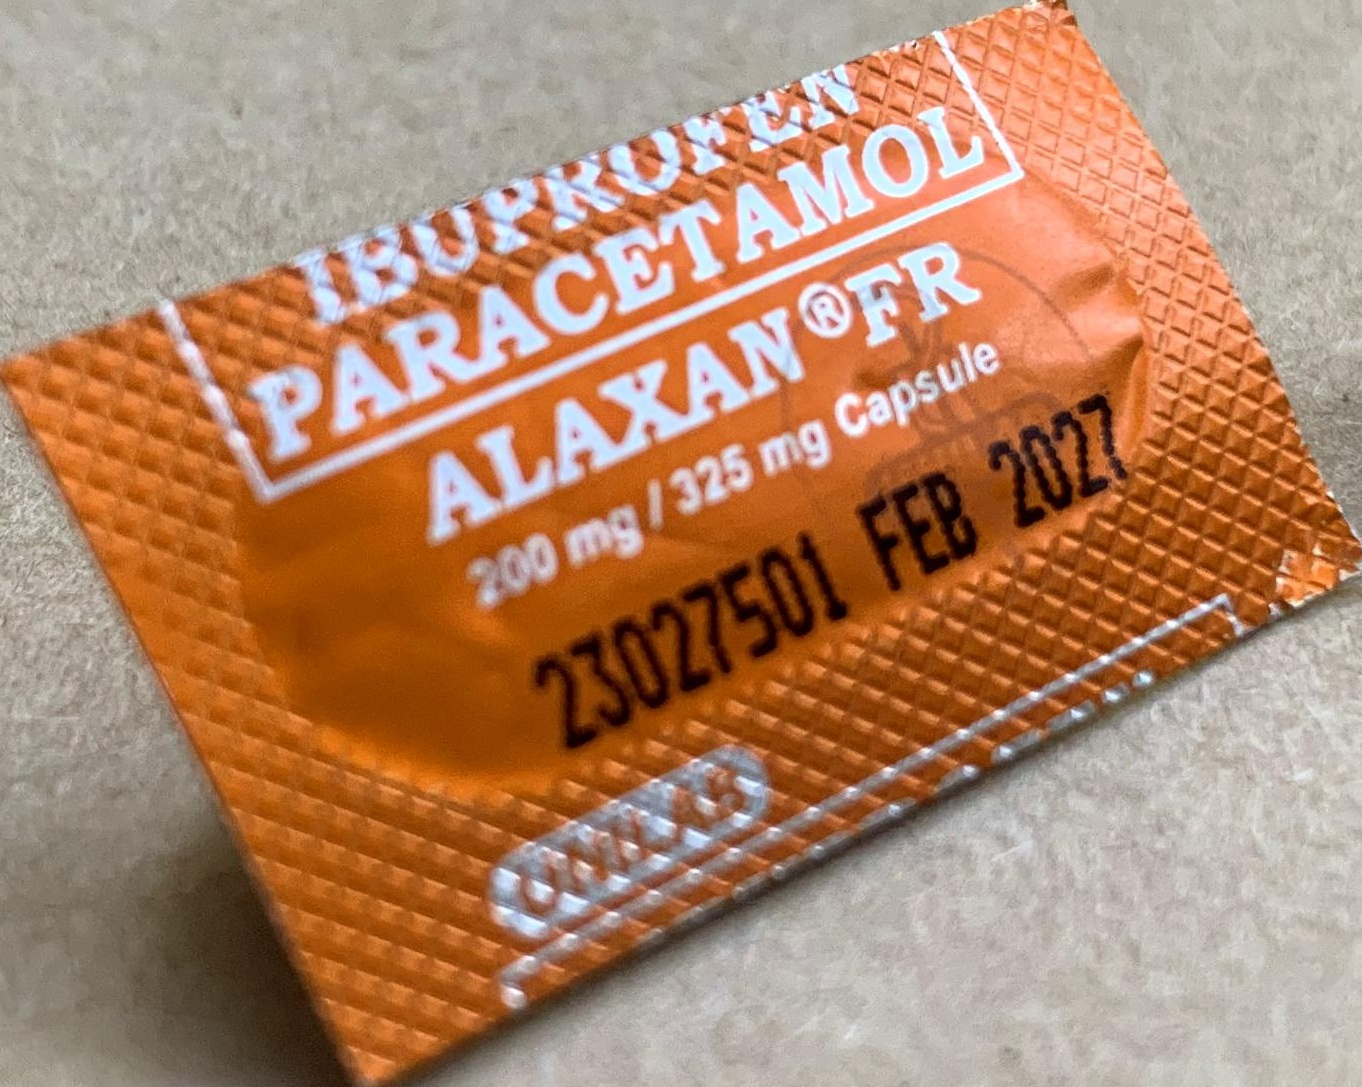 IBUPROFEN
PARACETAMOL
ALAXAN®FR
200 mg / 325 mg Capsule
23027501 FEB 2027
UNILAB